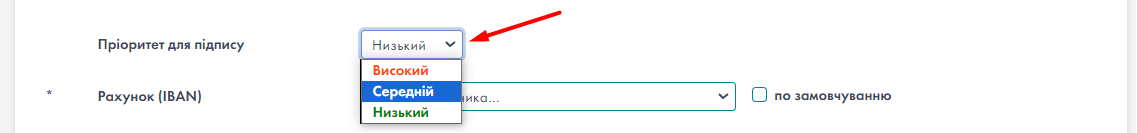 Пріоритет для підпису
Низький
Високий
Середній
Низький
* Рахунок (IBAN)
по замовчуванню